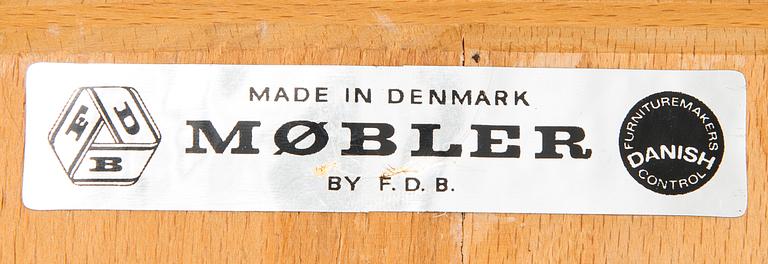 F D B
MADE IN DENMARK
MØBLER
BY F. D. B.
FURNITUREMAKERS
DANISH
CONTROL